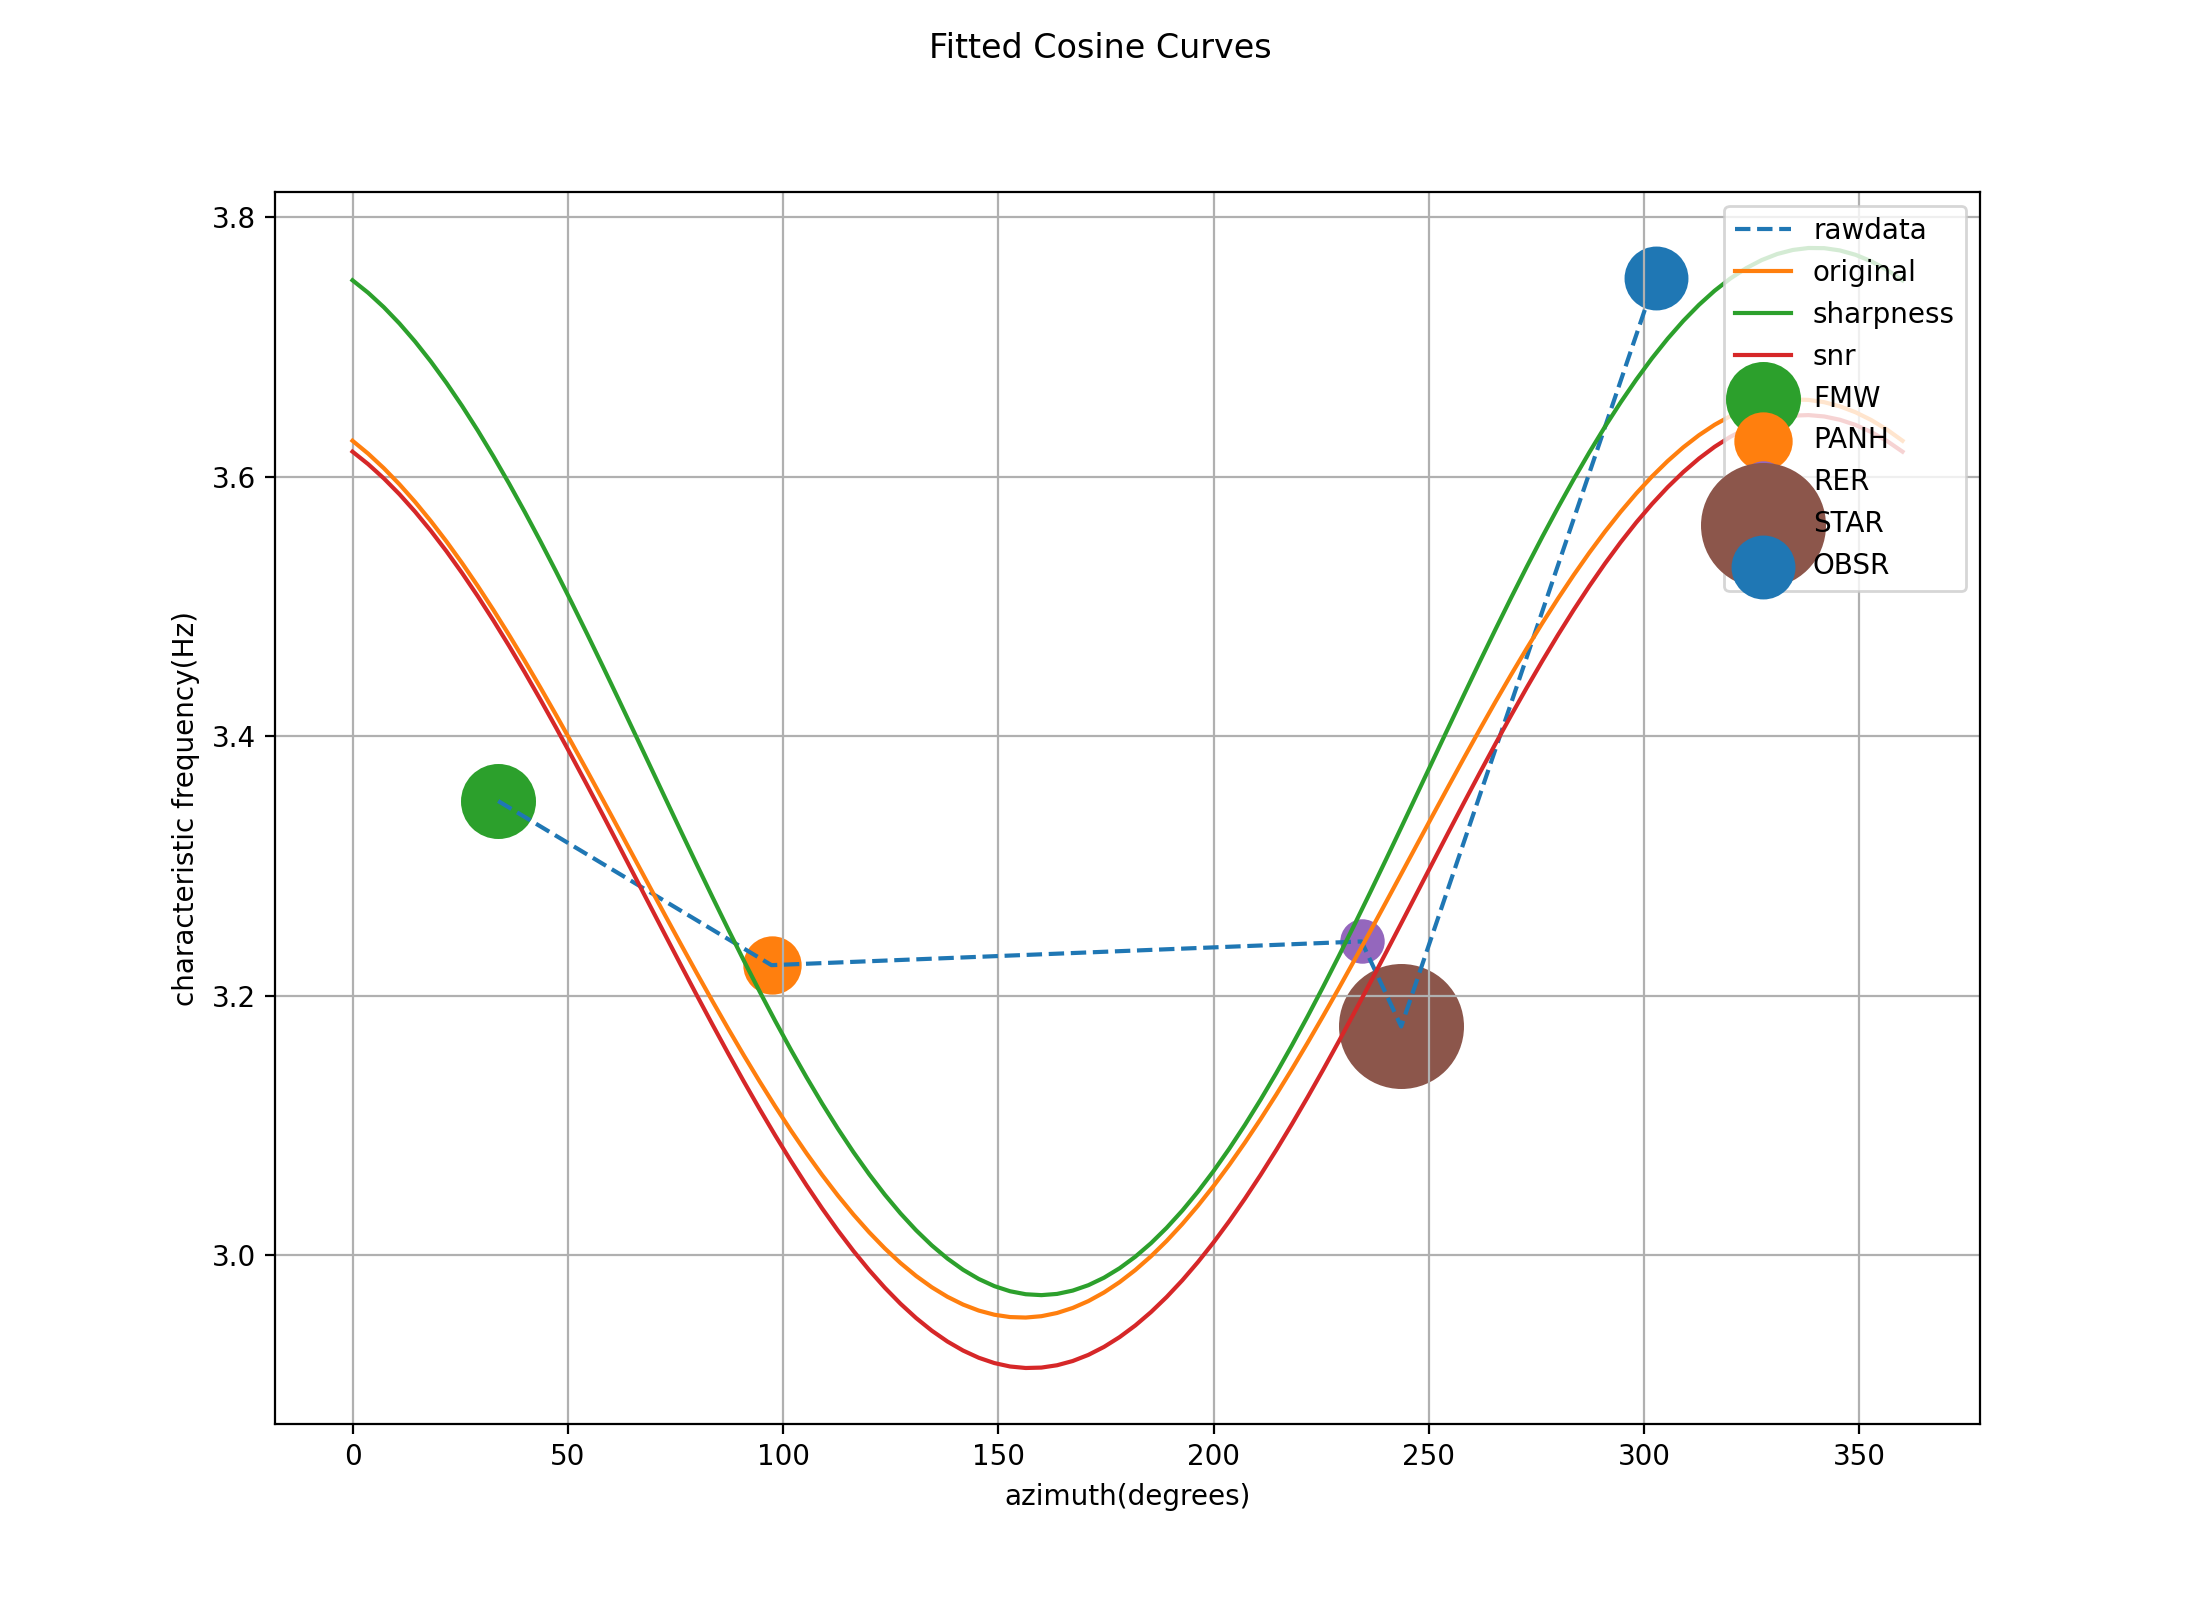 Fitted Cosine Curves
3.8
3.6
3.4
3.2
3.0
characteristic frequency(Hz)
0 50 100 150 200 250 300 350
azimuth(degrees)
rawdata
original
sharpness
snr
FMW
PANH
RER
STAR
OBSR